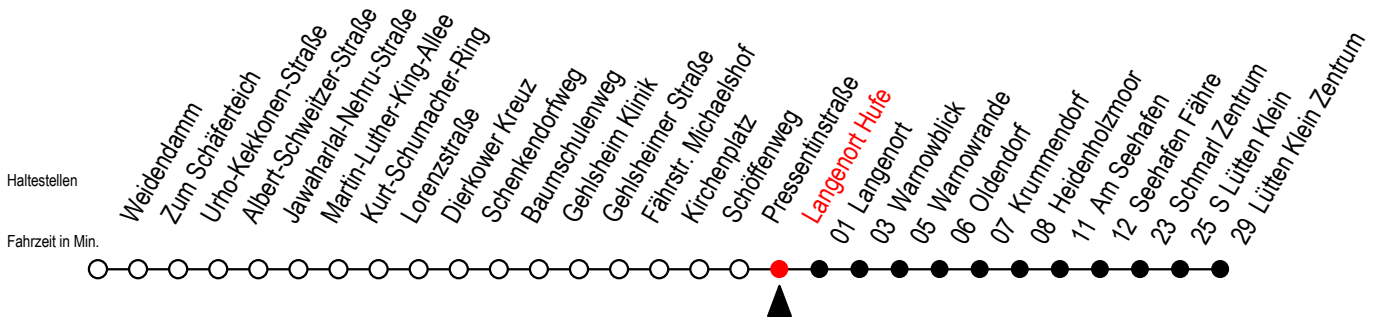 Haltestellen
Fahrzeit in Min.
Weidendamm
Zum Schäferteich
Urho-Kekkonen-Straße
Albert-Schweitzer-Straße
Jawaharlal-Nehru-Straße
Martin-Luther-King-Allee
Kurt-Schumacher-Ring
Lorenzstraße
Dierkower Kreuz
Schenkendorfweg
Baumschulenweg
Gehlsheim Klinik
Gehlsheimer Straße
Fährstr. Michaelshof
Kirchenplatz
Schöffenweg
Pressentinstraße
Langenort Hufe
01 Langenort
03 Warnowblick
05 Warnowrande
06 Oldendorf
07 Krummendorf
08 Heidenholzmoor
11 Am Seehafen
12 Seehafen Fähre
23 Schmarl Zentrum
25 S Lütten Klein
29 Lütten Klein Zentrum